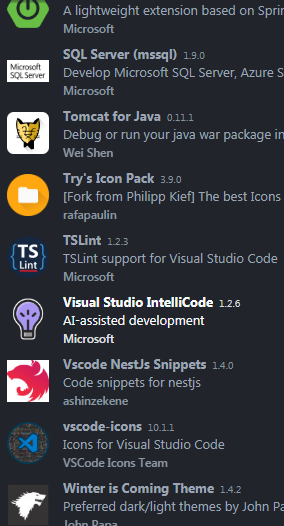 A lightweight extension based on Sprin
Microsoft
Microsoft
SQL Server
SQL Server (mssql) 1.9.0
Develop Microsoft SQL Server, Azure S
Microsoft
Tomcat for Java 0.11.1
Debug or run your java war package in
Wei Shen
Try's Icon Pack 3.9.0
[Fork from Philipp Kief] The best Icons
rafapaulin
TS
Lint
TSLint 1.2.3
TSLint support for Visual Studio Code
Microsoft
Visual Studio IntelliCode 1.2.6
AI-assisted development
Microsoft
Vscode NestJs Snippets 1.4.0
Code snippets for nestjs
ashinzekene
vscode-icons 10.1.1
Icons for Visual Studio Code
VSCode Icons Team
Winter is Coming Theme 1.4.2
Preferred dark/light themes by John Pa
John Papa